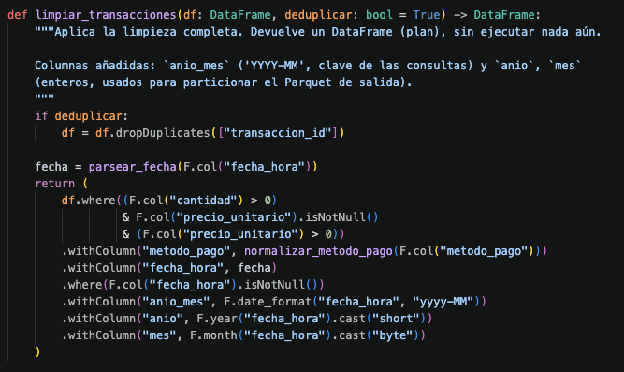 def limpiar_transacciones(df: DataFrame, deduplicar: bool = True) -> DataFrame:
    """Aplica la limpieza completa. Devuelve un DataFrame (plan), sin ejecutar nada aún.

    Columnas añadidas: `anio_mes` ('YYYY-MM', clave de las consultas) y `anio`, `mes`
    (enteros, usados para particionar el Parquet de salida).
    """
    if deduplicar:
        df = df.dropDuplicates(["transaccion_id"])

    fecha = parsear_fecha(F.col("fecha_hora"))
    return (
        df.where((F.col("cantidad") > 0)
                 & F.col("precio_unitario").isNotNull()
                 & (F.col("precio_unitario") > 0))
        .withColumn("metodo_pago", normalizar_metodo_pago(F.col("metodo_pago")))
        .withColumn("fecha_hora", fecha)
        .where(F.col("fecha_hora").isNotNull())
        .withColumn("anio_mes", F.date_format("fecha_hora", "yyyy-MM"))
        .withColumn("anio", F.year("fecha_hora").cast("short"))
        .withColumn("mes", F.month("fecha_hora").cast("byte"))
    )